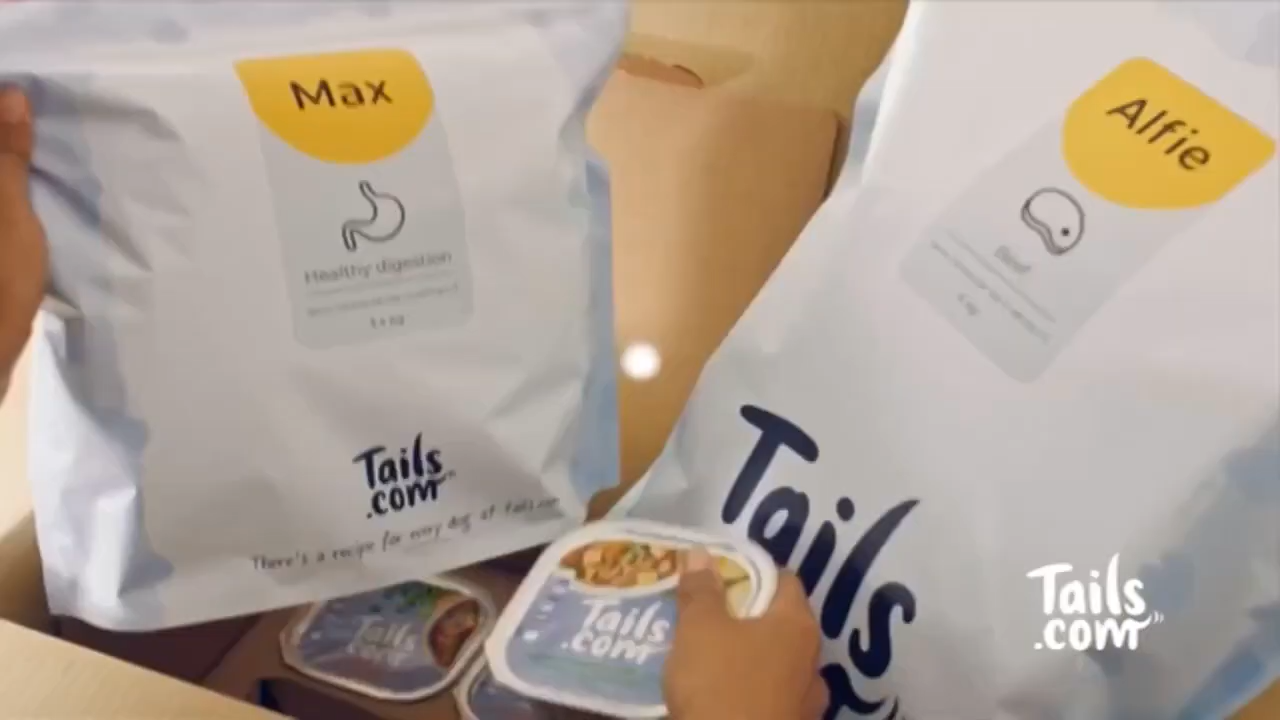 Max
Healthy digestion
Tails
.com
There's a recipe for every dog at tails.com
Alfie
Beef
Tails
Tails
.com
Tails
.com
Tails
.com